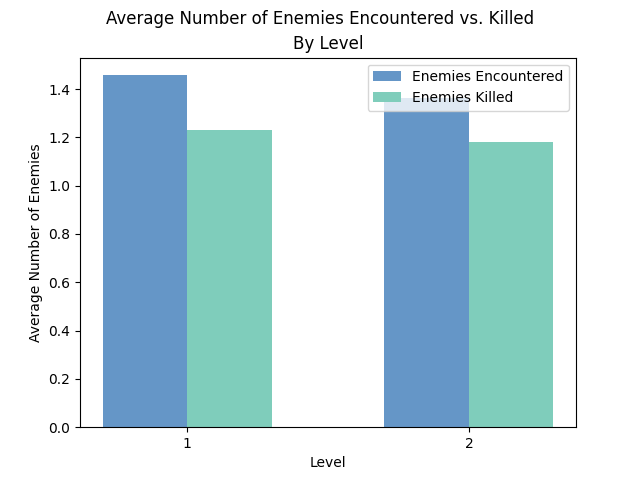 Average Number of Enemies Encountered vs. Killed
By Level
Enemies Encountered
Enemies Killed
Average Number of Enemies
1.4
1.2
1.0
0.8
0.6
0.4
0.2
0.0
1 2
Level